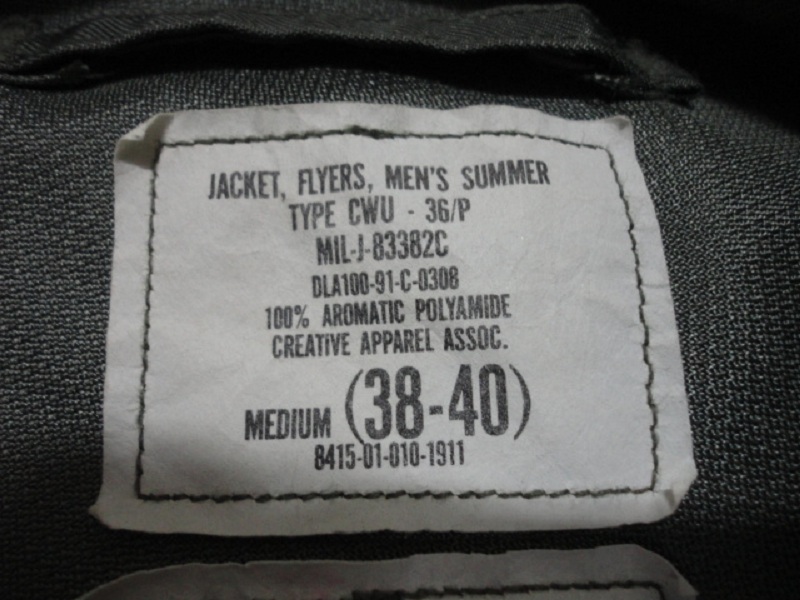 JACKET, FLYERS, MEN'S SUMMER
TYPE CWU - 36/P
MIL-J-83382C
DLA100-91-C-0308
100% AROMATIC POLYAMIDE
CREATIVE APPAREL ASSOC.
MEDIUM (38-40)
8415-01-010-1911